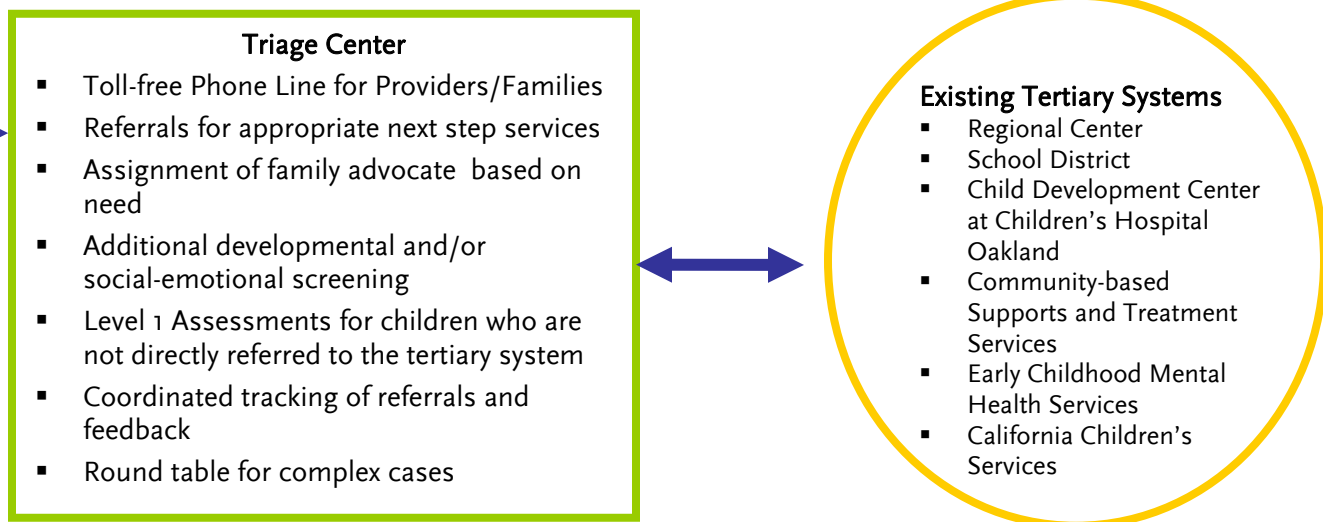 Triage Center
▪ Toll-free Phone Line for Providers/Families
▪ Referrals for appropriate next step services
▪ Assignment of family advocate  based on
need
▪ Additional developmental and/or
social-emotional screening
▪ Level 1 Assessments for children who are
not directly referred to the tertiary system
▪ Coordinated tracking of referrals and
feedback
▪ Round table for complex cases
Existing Tertiary Systems
▪ Regional Center
▪ School District
▪ Child Development Center
at Children’s Hospital
Oakland
▪ Community-based
Supports and Treatment
Services
▪ Early Childhood Mental
Health Services
▪ California Children’s
Services